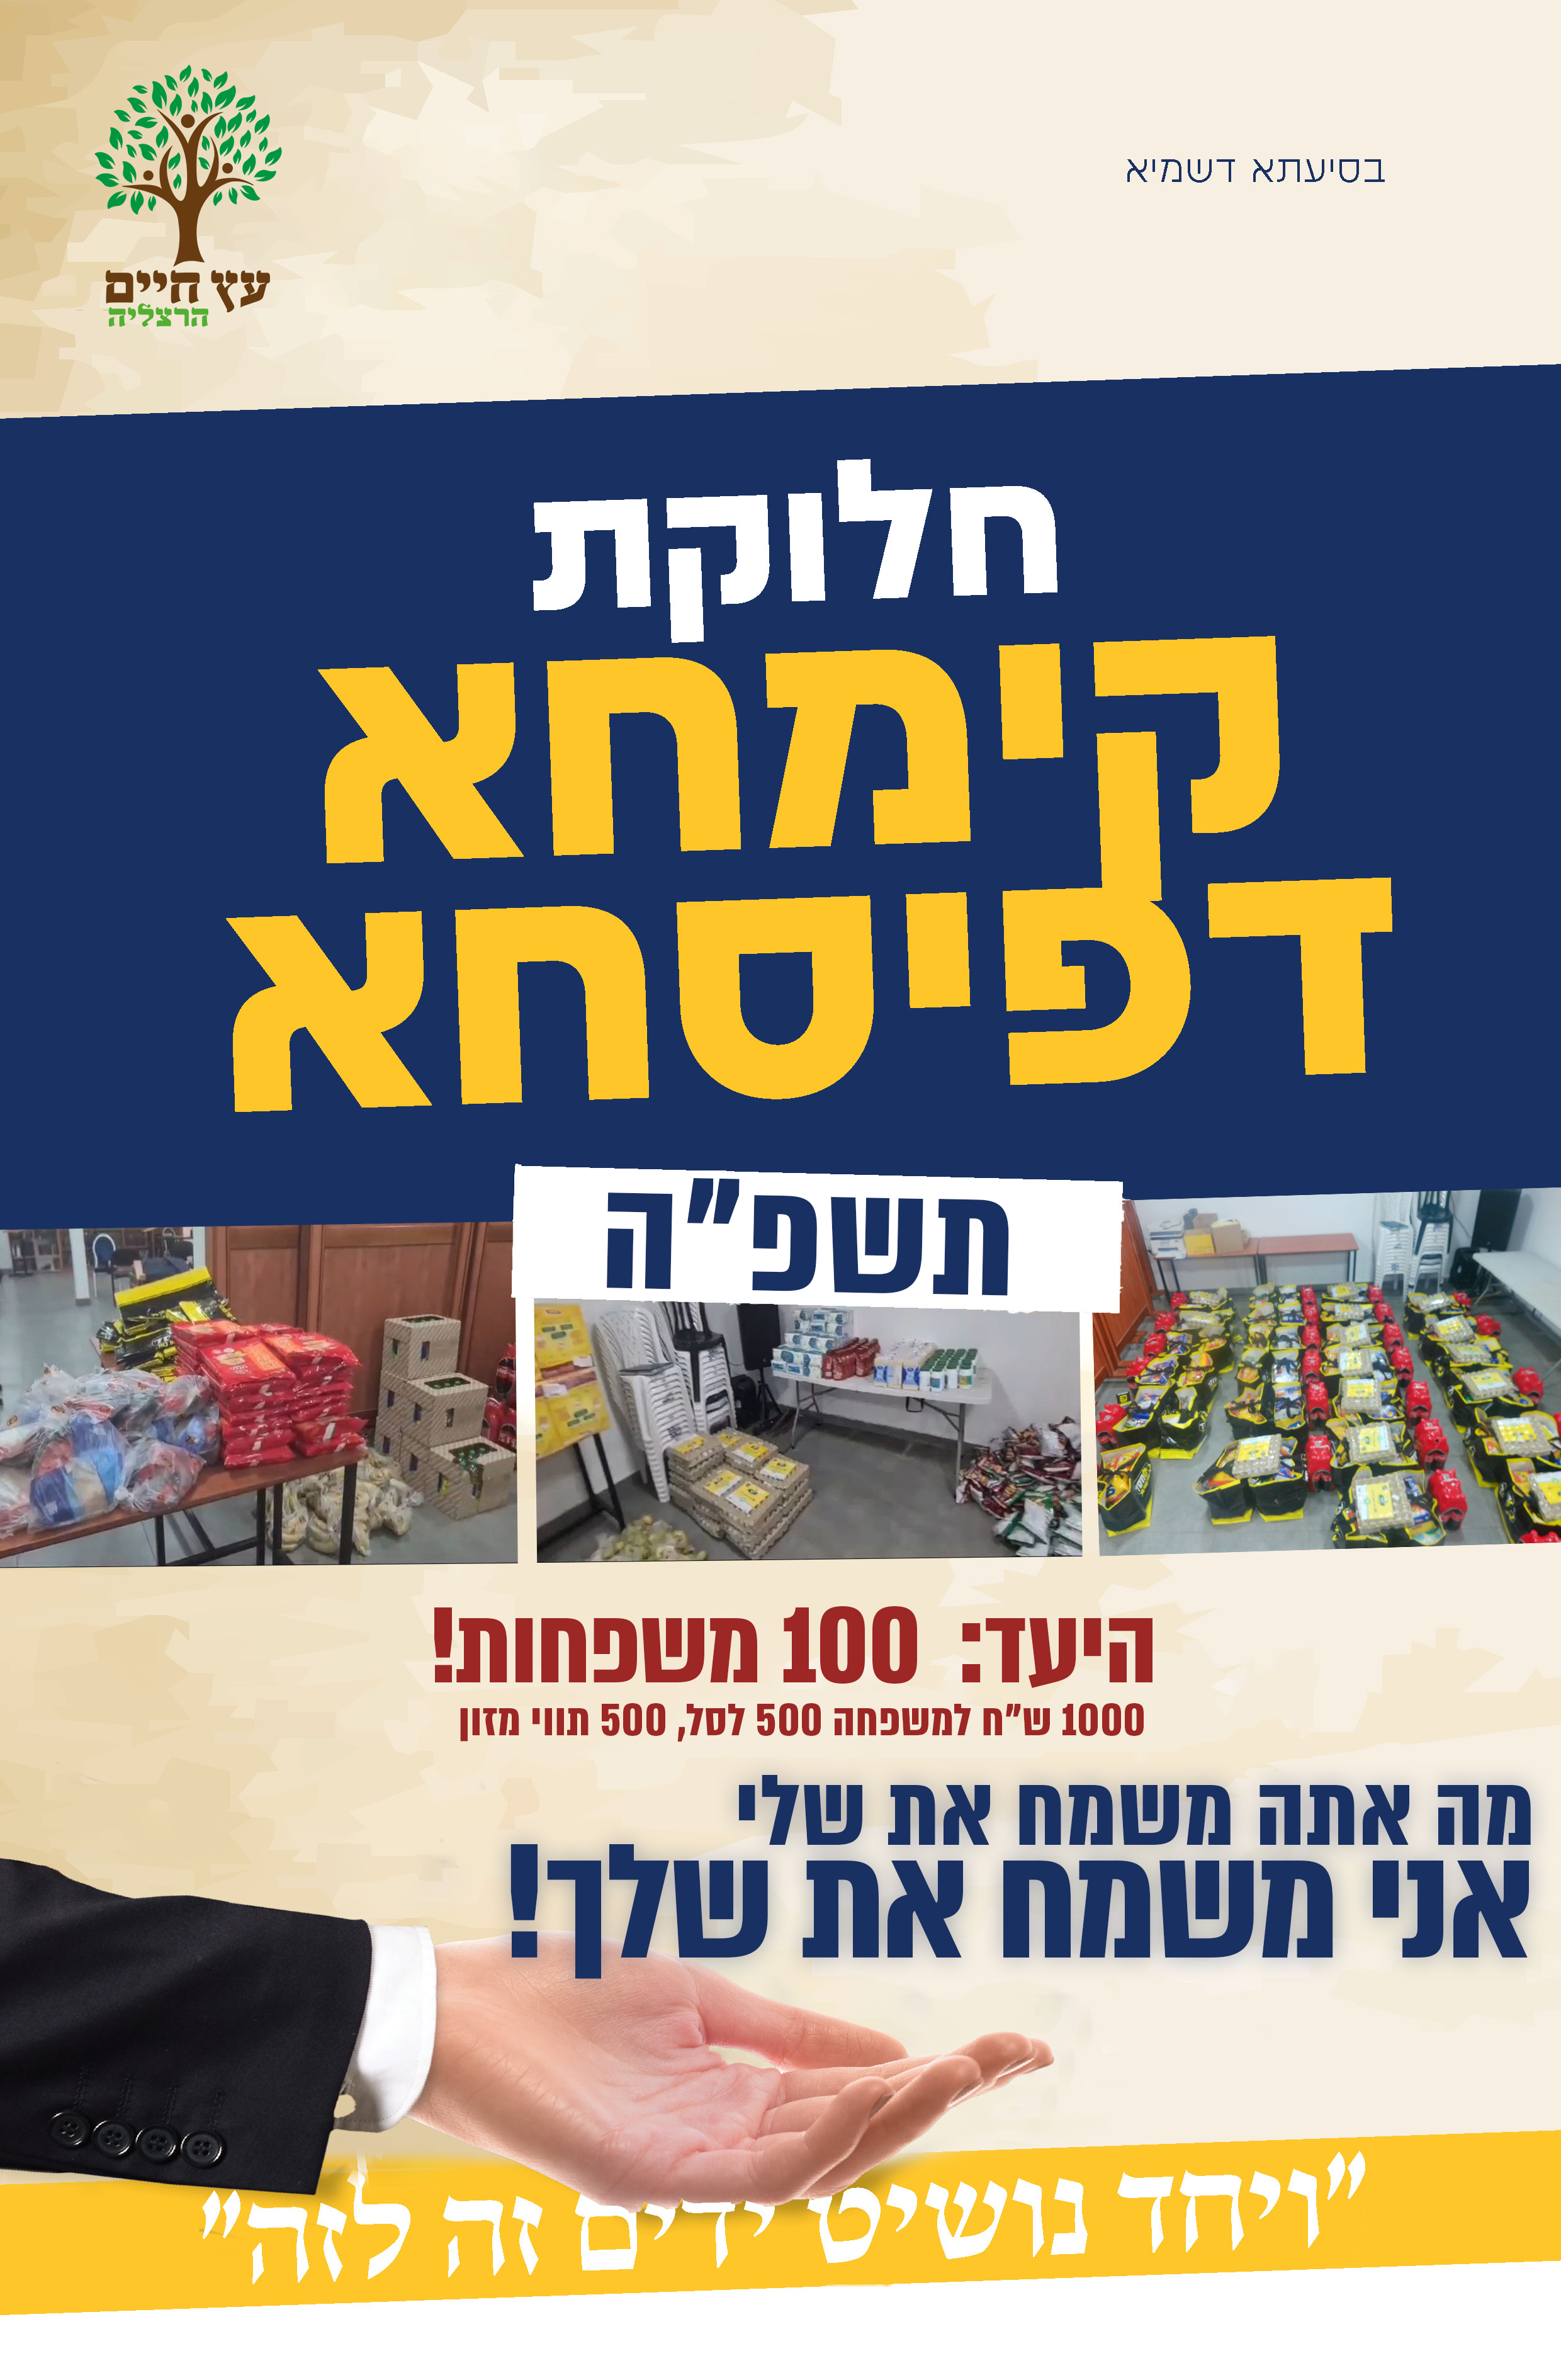 בסיעתא דשמיא
עץ חיים
הרצליה
חלוקת
קימחא
דפיסחא
תשפ"ה
היעד: 100 משפחות!
1000 ש"ח למשפחה 500 לסל, 500 תווי מזון
מה אתה משמח את שלי
אני משמח את שלך!
"ויחד נושיט ידים זה לזה"